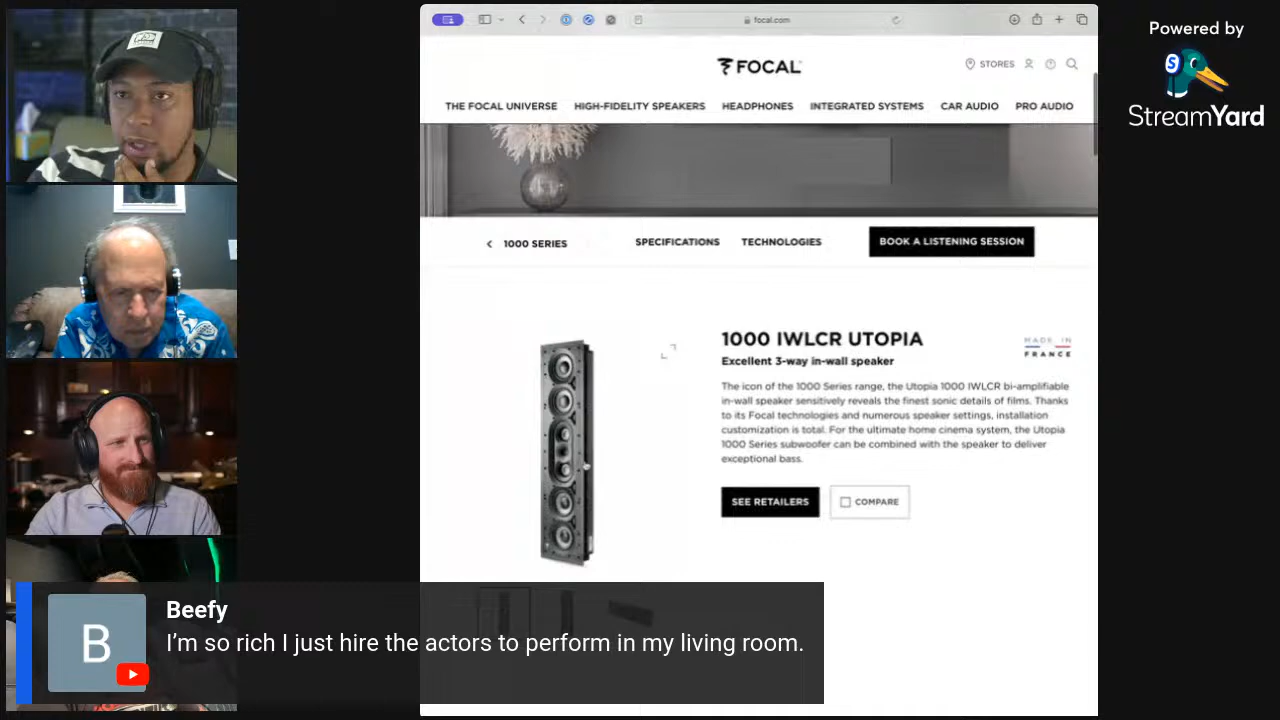 focal.com
FOCAL
STORES
THE FOCAL UNIVERSE HIGH-FIDELITY SPEAKERS HEADPHONES INTEGRATED SYSTEMS CAR AUDIO PRO AUDIO
1000 SERIES SPECIFICATIONS TECHNOLOGIES BOOK A LISTENING SESSION
1000 IWLCR UTOPIA
MADE IN
FRANCE
Excellent 3-way in-wall speaker
The icon of the 1000 Series range, the Utopia 1000 IWLCR bi-amplifiable
in-wall speaker sensitively reveals the finest sonic details of films. Thanks
to its Focal technologies and numerous speaker settings, installation
customization is total. For the ultimate home cinema system, the Utopia
1000 Series subwoofer can be combined with the speaker to deliver
exceptional bass.
SEE RETAILERS COMPARE
Powered by
S
StreamYard
B
Beefy
I’m so rich I just hire the actors to perform in my living room.